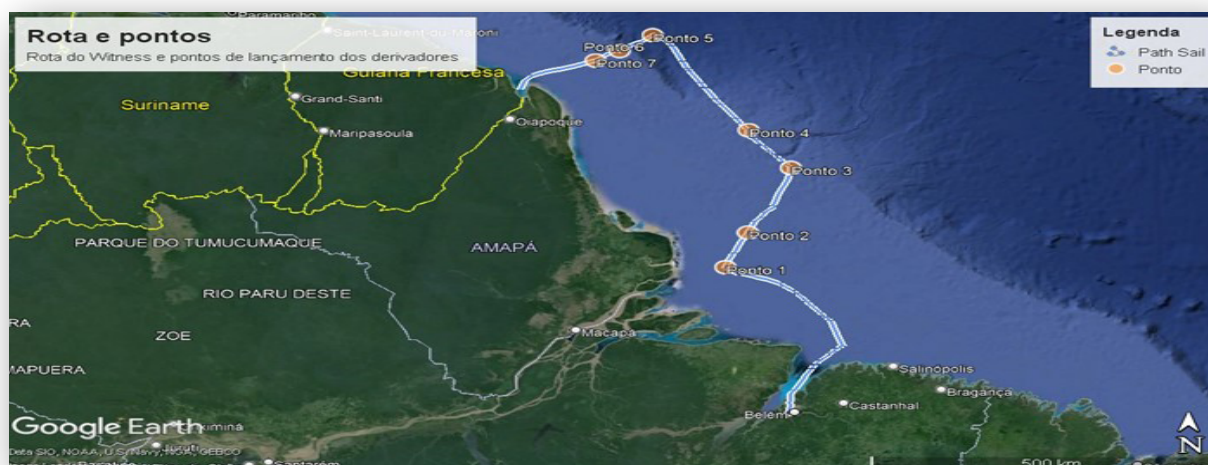 Rota e pontos
Rota do Witness e pontos de lançamento dos derivadores
Legenda
Path Sail
Ponto
Paramaribo
Saint-Laurent-du-Maroni
Guiana Francesa
Suriname
Grand-Santi
Maripasoula
Oiapoque
Ponto 5
Ponto 6
Ponto 7
Ponto 4
Ponto 3
Ponto 2
Ponto 1
PARQUE DO TUMUCUMAQUE
AMAPÁ
RIO PARU DESTE
ZOE
MAPUERA
Macapá
Salinópolis
Bragança
Castanhal
Belém
Google Earth
Data SIO, NOAA, U.S. Navy, NGA, GEBCO
Santarém
500 km
N